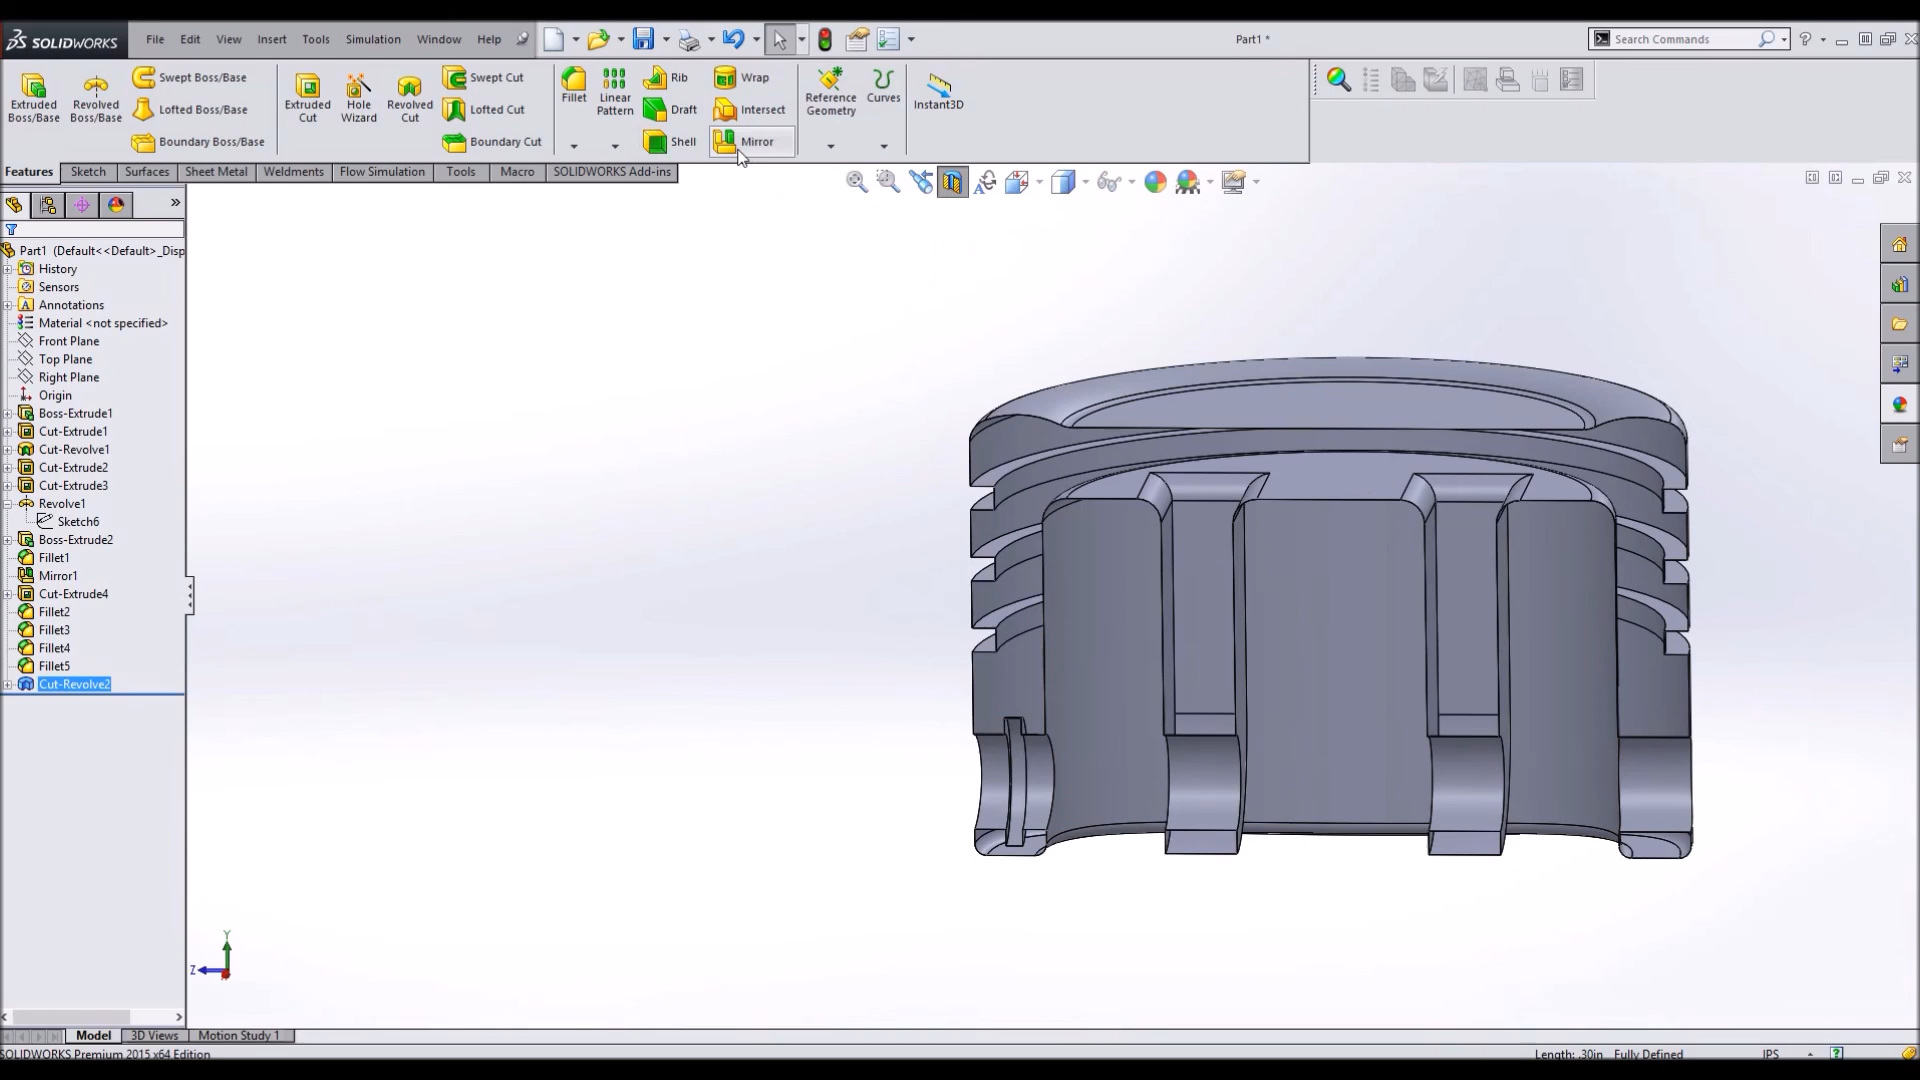 SOLIDWORKS File Edit View Insert Tools Simulation Window Help Part1 * Search Commands
Extruded Boss/Base
Revolved Boss/Base
Swept Boss/Base
Lofted Boss/Base
Boundary Boss/Base
Extruded Cut
Hole Wizard
Revolved Cut
Swept Cut
Lofted Cut
Boundary Cut
Fillet
Linear Pattern
Rib
Draft
Shell
Wrap
Intersect
Mirror
Reference Geometry
Curves
Instant3D
Features Sketch Surfaces Sheet Metal Weldments Flow Simulation Tools Macro SOLIDWORKS Add-ins
Part1 (Default<<Default>_Disp
History
Sensors
Annotations
Material <not specified>
Front Plane
Top Plane
Right Plane
Origin
Boss-Extrude1
Cut-Extrude1
Cut-Revolve1
Cut-Extrude2
Cut-Extrude3
Revolve1
Sketch6
Boss-Extrude2
Fillet1
Mirror1
Cut-Extrude4
Fillet2
Fillet3
Fillet4
Fillet5
Cut-Revolve2
Y
Z
Model 3D Views Motion Study 1
SOLIDWORKS Premium 2015 x64 Edition Length: .30in Fully Defined IPS